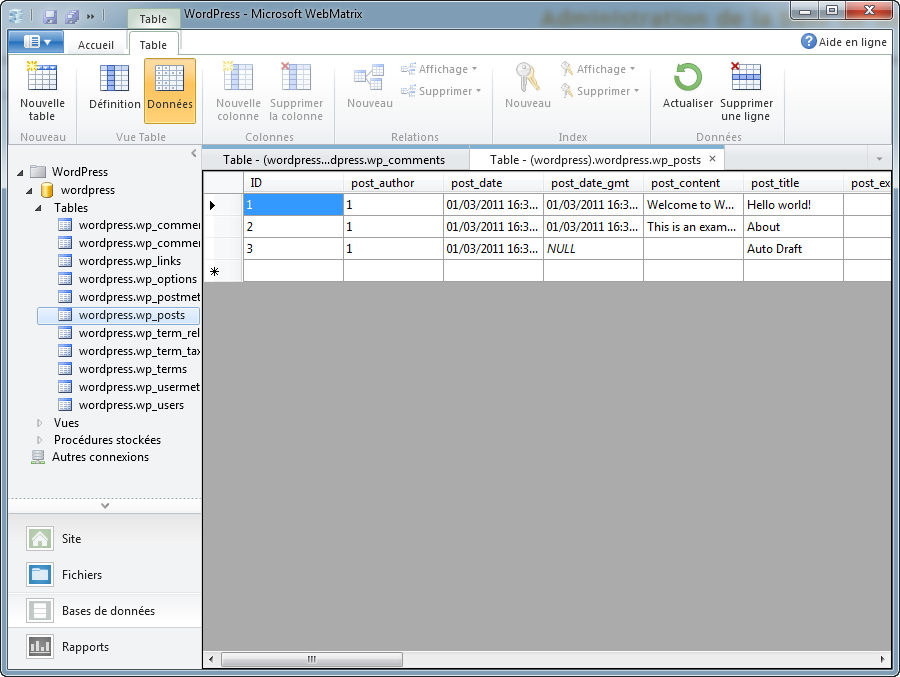 Table
WordPress - Microsoft WebMatrix
Accueil
Table
Aide en ligne
Nouvelle table
Définition
Données
Nouvelle colonne
Supprimer la colonne
Nouveau
Affichage
Supprimer
Nouveau
Affichage
Supprimer
Actualiser
Supprimer une ligne
Nouveau
Vue Table
Colonnes
Relations
Index
Données
Table - (wordpress...dpress.wp_comments
Table - (wordpress).wordpress.wp_posts
WordPress
wordpress
Tables
wordpress.wp_commer
wordpress.wp_commer
wordpress.wp_links
wordpress.wp_options
wordpress.wp_postmet
wordpress.wp_posts
wordpress.wp_term_rel
wordpress.wp_term_tax
wordpress.wp_terms
wordpress.wp_usermet
wordpress.wp_users
Vues
Procédures stockées
Autres connexions
Site
Fichiers
Bases de données
Rapports
ID post_author post_date post_date_gmt post_content post_title post_ex
1 1 01/03/2011 16:3... 01/03/2011 16:3... Welcome to W... Hello world!
2 1 01/03/2011 16:3... 01/03/2011 16:3... This is an exam... About
3 1 01/03/2011 16:3... NULL Auto Draft